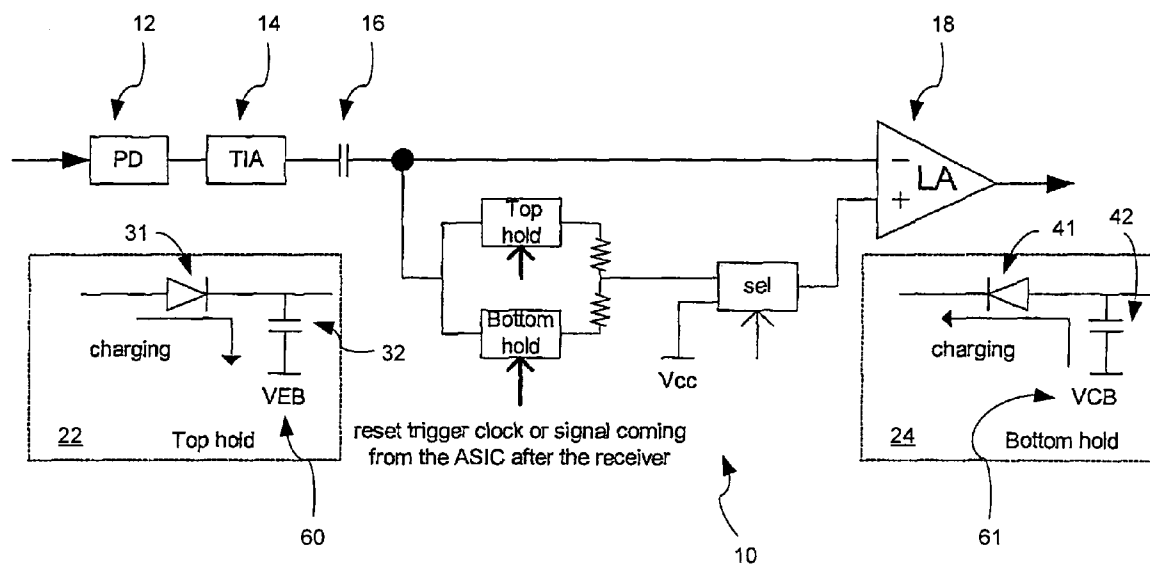 12
14
16
18
PD
TIA
LA
−
+
Top
hold
Bottom
hold
sel
Vcc
31
charging
32
VEB
22
Top hold
60
reset trigger clock or signal coming
from the ASIC after the receiver
10
41
42
charging
VCB
24
Bottom hold
61